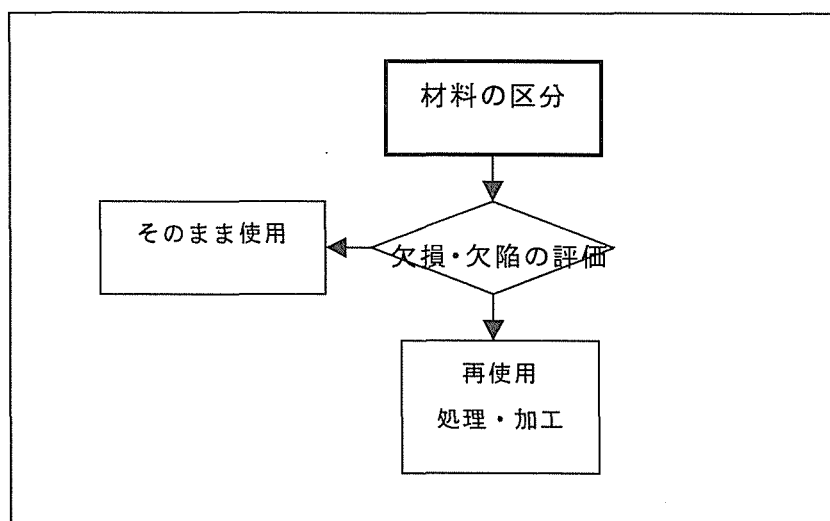 材料の区分
そのまま使用
欠損・欠陥の評価
再使用
処理・加工